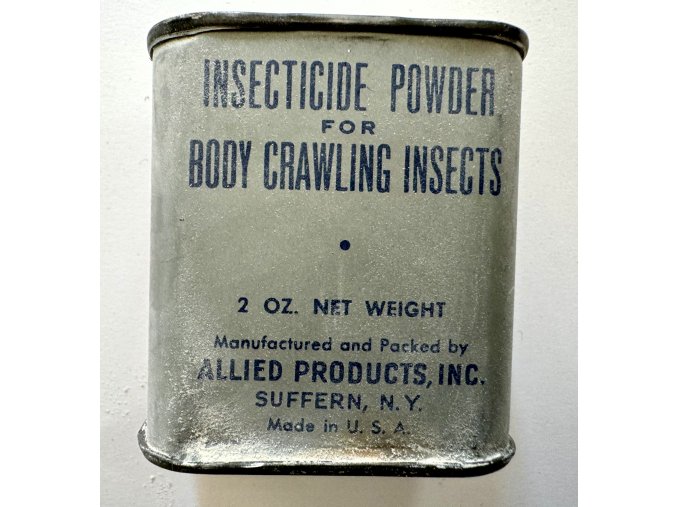 INSECTICIDE POWDER
FOR
BODY CRAWLING INSECTS
•
2 OZ. NET WEIGHT
Manufactured and Packed by
ALLIED PRODUCTS, INC.
SUFFERN, N.Y.
Made in U. S. A.